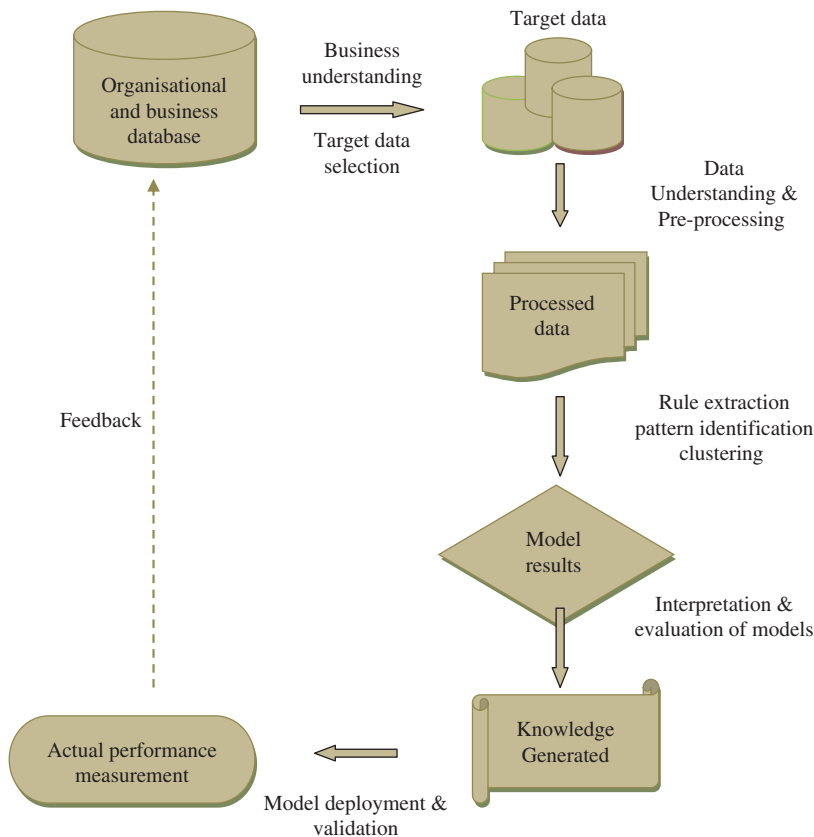 Organisational
and business
database
Business
understanding
Target data
selection
Target data
Data
Understanding &
Pre-processing
Processed
data
Rule extraction
pattern identification
clustering
Model
results
Interpretation &
evaluation of models
Knowledge
Generated
Model deployment &
validation
Actual performance
measurement
Feedback